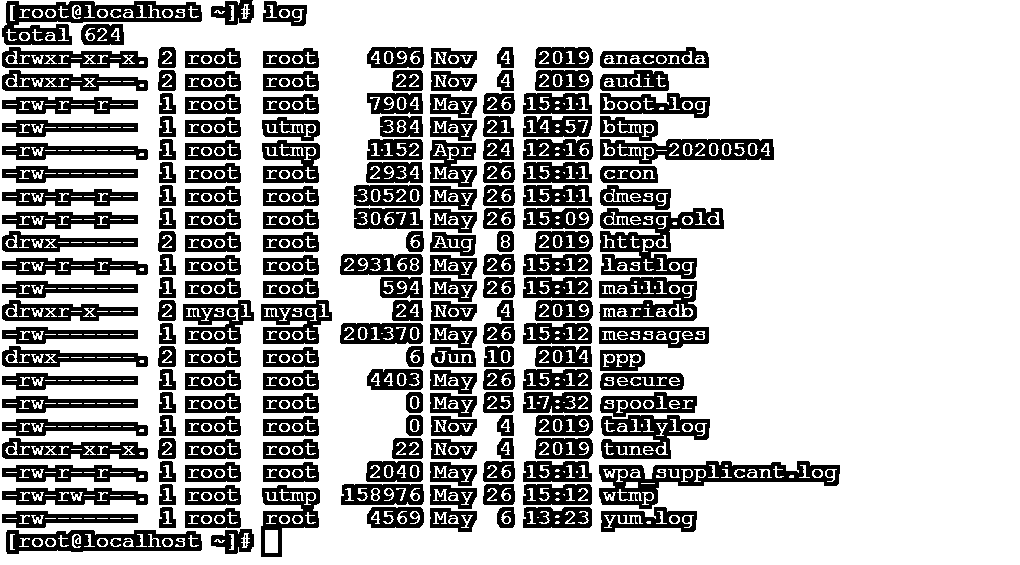 [root@localhost ~]# log
total 624
drwxr-xr-x. 2 root   root      4096 Nov  4  2019 anaconda
drwxr-x---. 2 root   root        22 Nov  4  2019 audit
-rw-r--r--  1 root   root      7904 May 26 15:11 boot.log
-rw-------  1 root   utmp       384 May 21 14:57 btmp
-rw-------. 1 root   utmp      1152 Apr 24 12:16 btmp-20200504
-rw-------  1 root   root      2934 May 26 15:11 cron
-rw-r--r--  1 root   root     30520 May 26 15:11 dmesg
-rw-r--r--  1 root   root     30671 May 26 15:09 dmesg.old
drwx------  2 root   root         6 Aug  8  2019 httpd
-rw-r--r--. 1 root   root    293168 May 26 15:12 lastlog
-rw-------  1 root   root       594 May 26 15:12 maillog
drwxr-x---  2 mysql  mysql       24 Nov  4  2019 mariadb
-rw-------  1 root   root    201370 May 26 15:12 messages
drwx------. 2 root   root         6 Jun 10  2014 ppp
-rw-------  1 root   root      4403 May 26 15:12 secure
-rw-------  1 root   root         0 May 25 17:32 spooler
-rw-------. 1 root   root         0 Nov  4  2019 tallylog
drwxr-xr-x. 2 root   root        22 Nov  4  2019 tuned
-rw-r--r--. 1 root   root      2040 May 26 15:11 wpa_supplicant.log
-rw-rw-r--. 1 root   utmp    158976 May 26 15:12 wtmp
-rw-------  1 root   root      4569 May  6 13:23 yum.log
[root@localhost ~]#